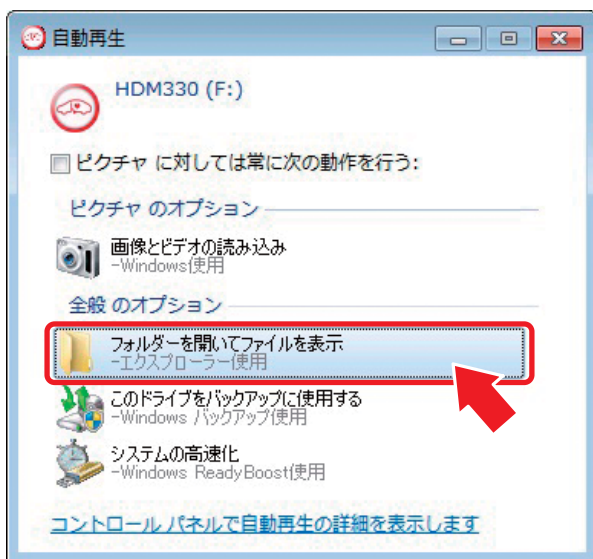 自動再生
HDM330 (F:)
ピクチャ に対しては常に次の動作を行う:
ピクチャ のオプション
画像とビデオの読み込み
-Windows使用
全般 のオプション
フォルダーを開いてファイルを表示
-エクスプローラー使用
このドライブをバックアップに使用する
-Windows バックアップ使用
システムの高速化
-Windows ReadyBoost使用
コントロール パネルで自動再生の詳細を表示します